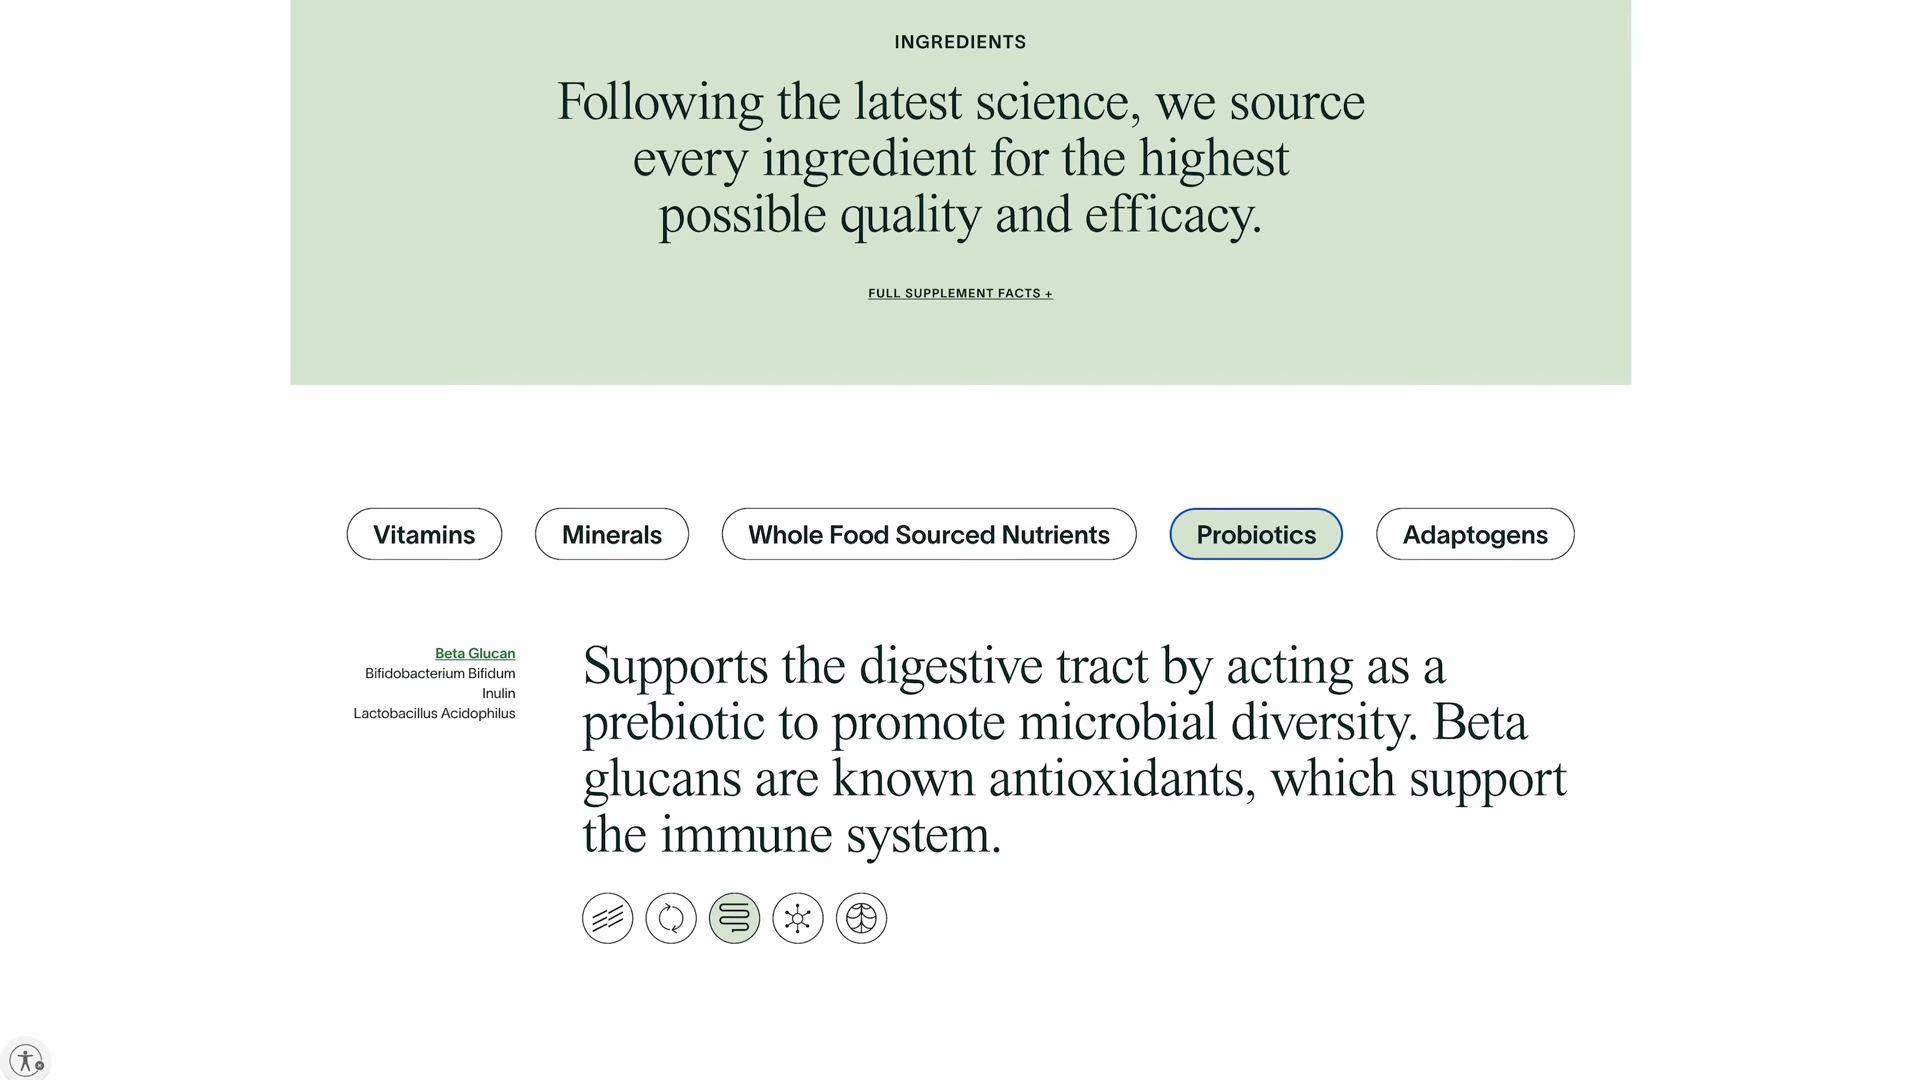 INGREDIENTS
Following the latest science, we source
every ingredient for the highest
possible quality and efficacy.
FULL SUPPLEMENT FACTS +
Vitamins
Minerals
Whole Food Sourced Nutrients
Probiotics
Adaptogens
Beta Glucan
Bifidobacterium Bifidum
Inulin
Lactobacillus Acidophilus
Supports the digestive tract by acting as a
prebiotic to promote microbial diversity. Beta
glucans are known antioxidants, which support
the immune system.